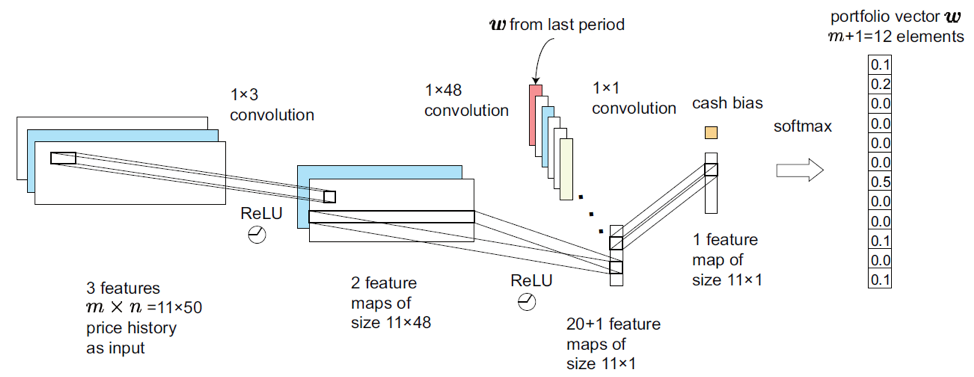 portfolio vector w
m+1=12 elements
w from last period
1×3
convolution
1×48
convolution
1×1
convolution
cash bias
softmax
ReLU
ReLU
3 features
m × n =11×50
price history
as input
2 feature
maps of
size 11×48
20+1 feature
maps of
size 11×1
1 feature
map of
size 11×1
0.1
0.2
0.0
0.0
0.0
0.0
0.5
0.0
0.0
0.1
0.0
0.1